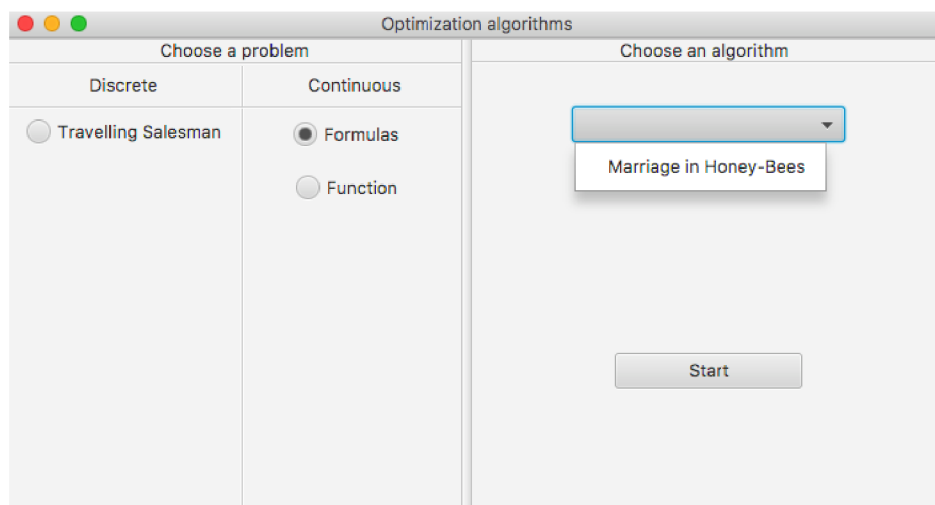 Optimization algorithms
Choose a problem
Choose an algorithm
Discrete
Continuous
Travelling Salesman
Formulas
Function
Marriage in Honey-Bees
Start